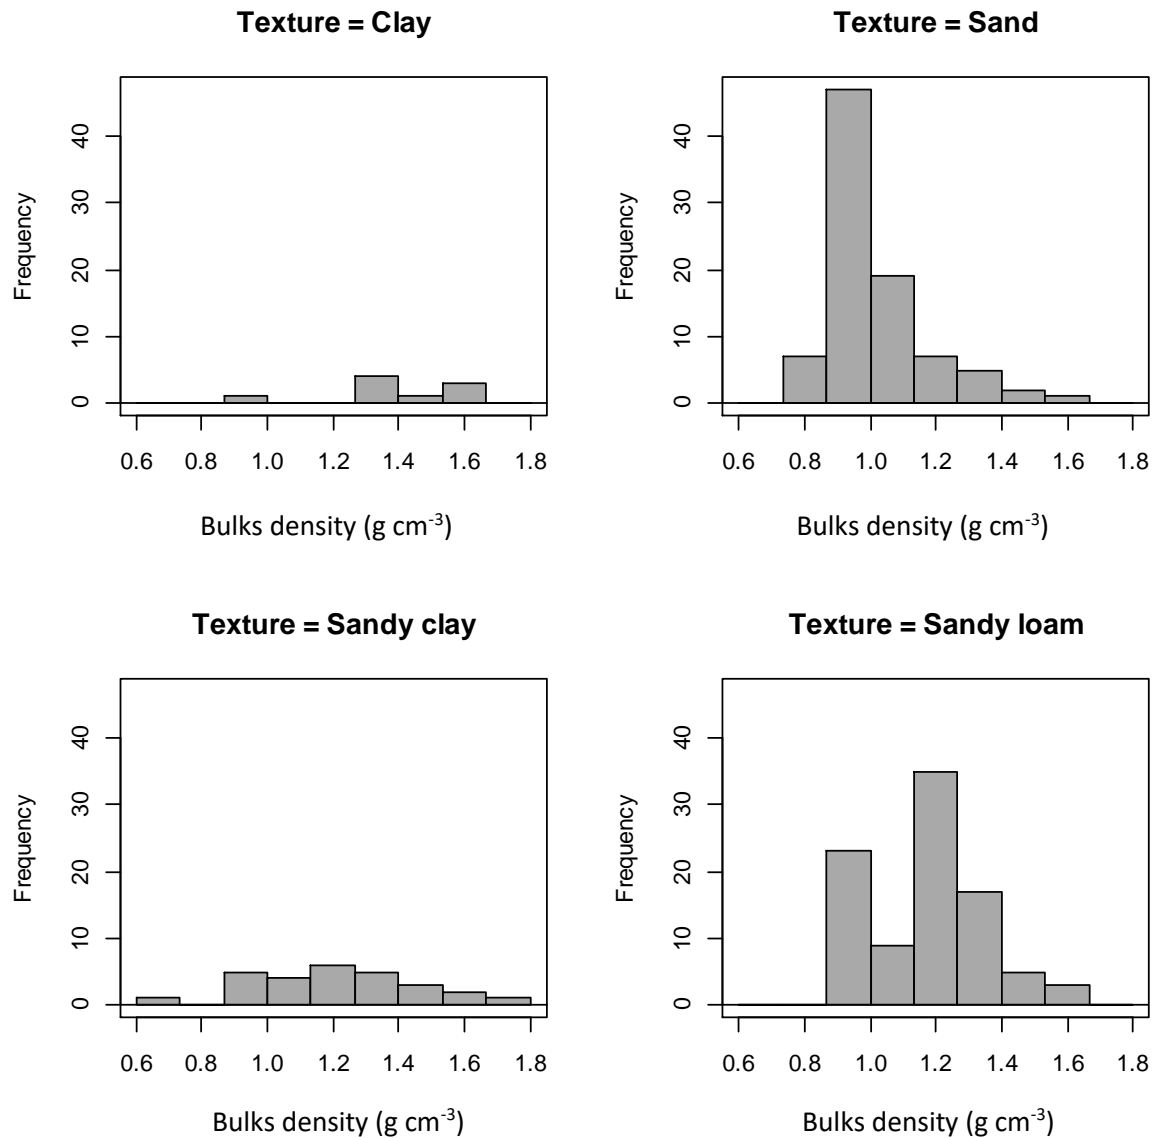 Texture = Clay
Frequency
0 10 20 30 40
0.6 0.8 1.0 1.2 1.4 1.6 1.8
Bulks density (g cm⁻³)
Texture = Sand
Frequency
0 10 20 30 40
0.6 0.8 1.0 1.2 1.4 1.6 1.8
Bulks density (g cm⁻³)
Texture = Sandy clay
Frequency
0 10 20 30 40
0.6 0.8 1.0 1.2 1.4 1.6 1.8
Bulks density (g cm⁻³)
Texture = Sandy loam
Frequency
0 10 20 30 40
0.6 0.8 1.0 1.2 1.4 1.6 1.8
Bulks density (g cm⁻³)